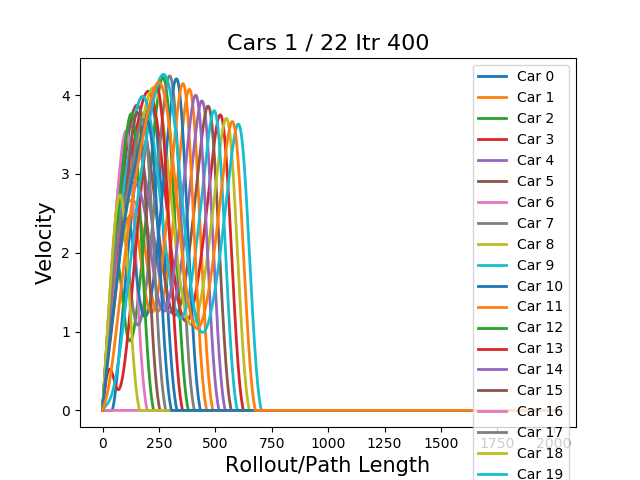 Cars 1 / 22 Itr 400
Velocity
4
3
2
1
0
0
250
500
750
1000
1250
1500
1750
2000
Rollout/Path Length
Car 0
Car 1
Car 2
Car 3
Car 4
Car 5
Car 6
Car 7
Car 8
Car 9
Car 10
Car 11
Car 12
Car 13
Car 14
Car 15
Car 16
Car 17
Car 18
Car 19